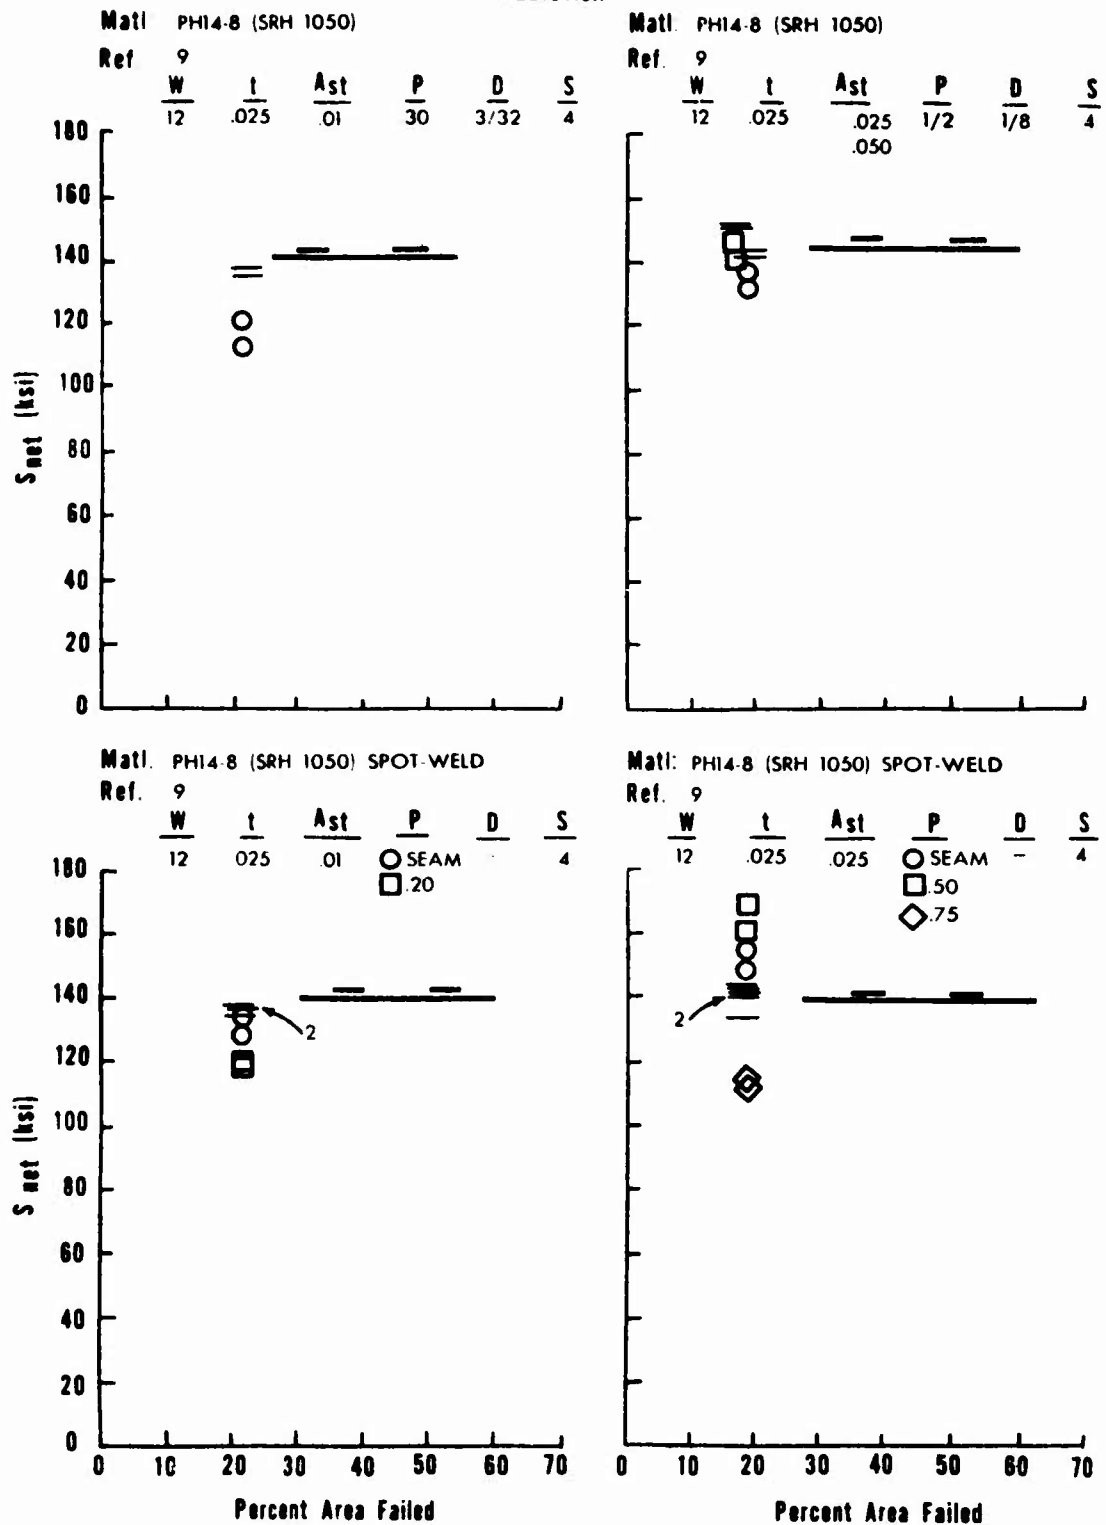 Matl PH14-8 (SRH 1050)
Ref 9
W t Ast P D S
12 .025 .01 30 3/32 4
180
160
140
120
100
80
60
40
20
0
Snet (ksi)
Matl. PH14-8 (SRH 1050)
Ref. 9
W t Ast P D S
12 .025 .025 1/2 1/8 4
.050
Matl. PH14-8 (SRH 1050) SPOT-WELD
Ref. 9
W t Ast P D S
12 025 .01 SEAM - 4
.20
180
160
140
120
100
80
60
40
20
0
2
S net (ksi)
0 10 20 30 40 50 60 70
Percent Area Failed
Matl: PH14-8 (SRH 1050) SPOT-WELD
Ref. 9
W t Ast P D S
12 .025 .025 SEAM - 4
.50
.75
2
0 10 20 30 40 50 60 70
Percent Area Failed